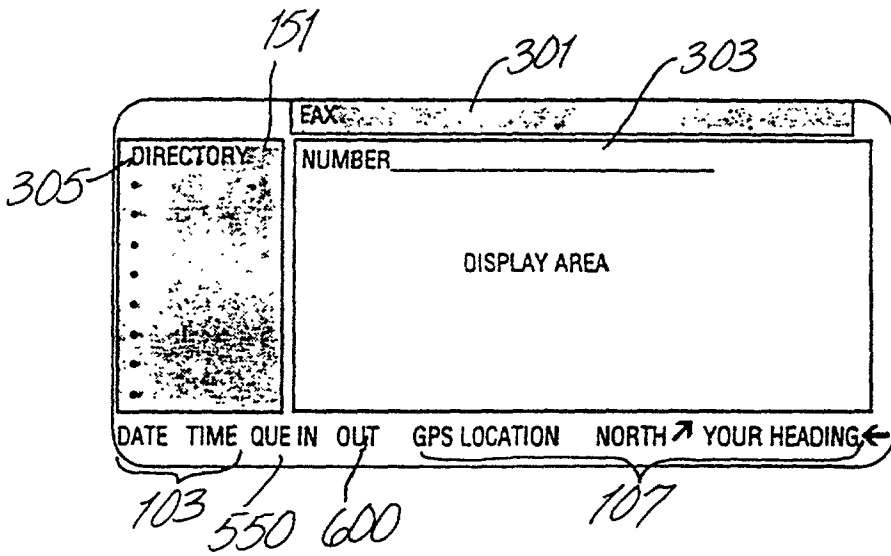 151
301
303
EAX
DIRECTORY
NUMBER
305
DISPLAY AREA
DATE TIME QUE IN OUT GPS LOCATION NORTH ↗ YOUR HEADING ←
103
550
600
107